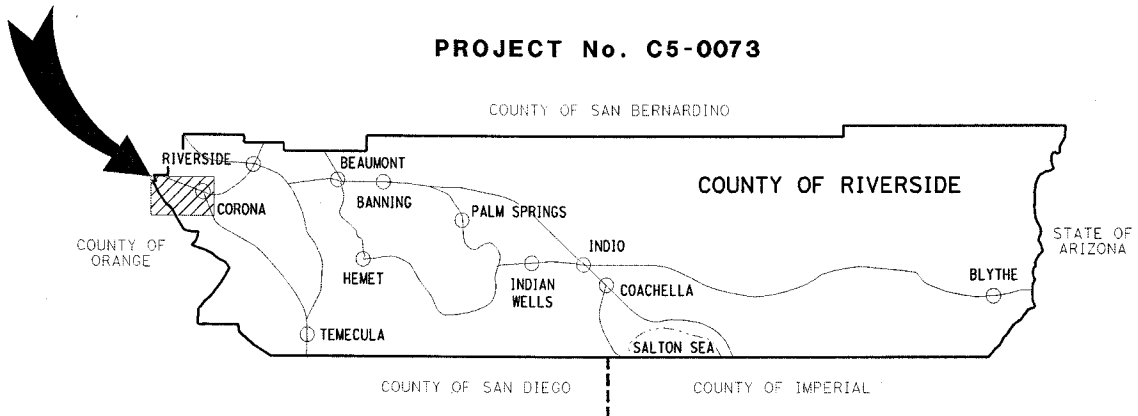 PROJECT No. C5-0073
COUNTY OF SAN BERNARDINO
RIVERSIDE
BEAUMONT
COUNTY OF RIVERSIDE
CORONA
BANNING
PALM SPRINGS
COUNTY OF
ORANGE
STATE OF
ARIZONA
INDIO
HEMET
INDIAN
WELLS
COACHELLA
BLYTHE
TEMECULA
SALTON SEA
COUNTY OF SAN DIEGO
COUNTY OF IMPERIAL